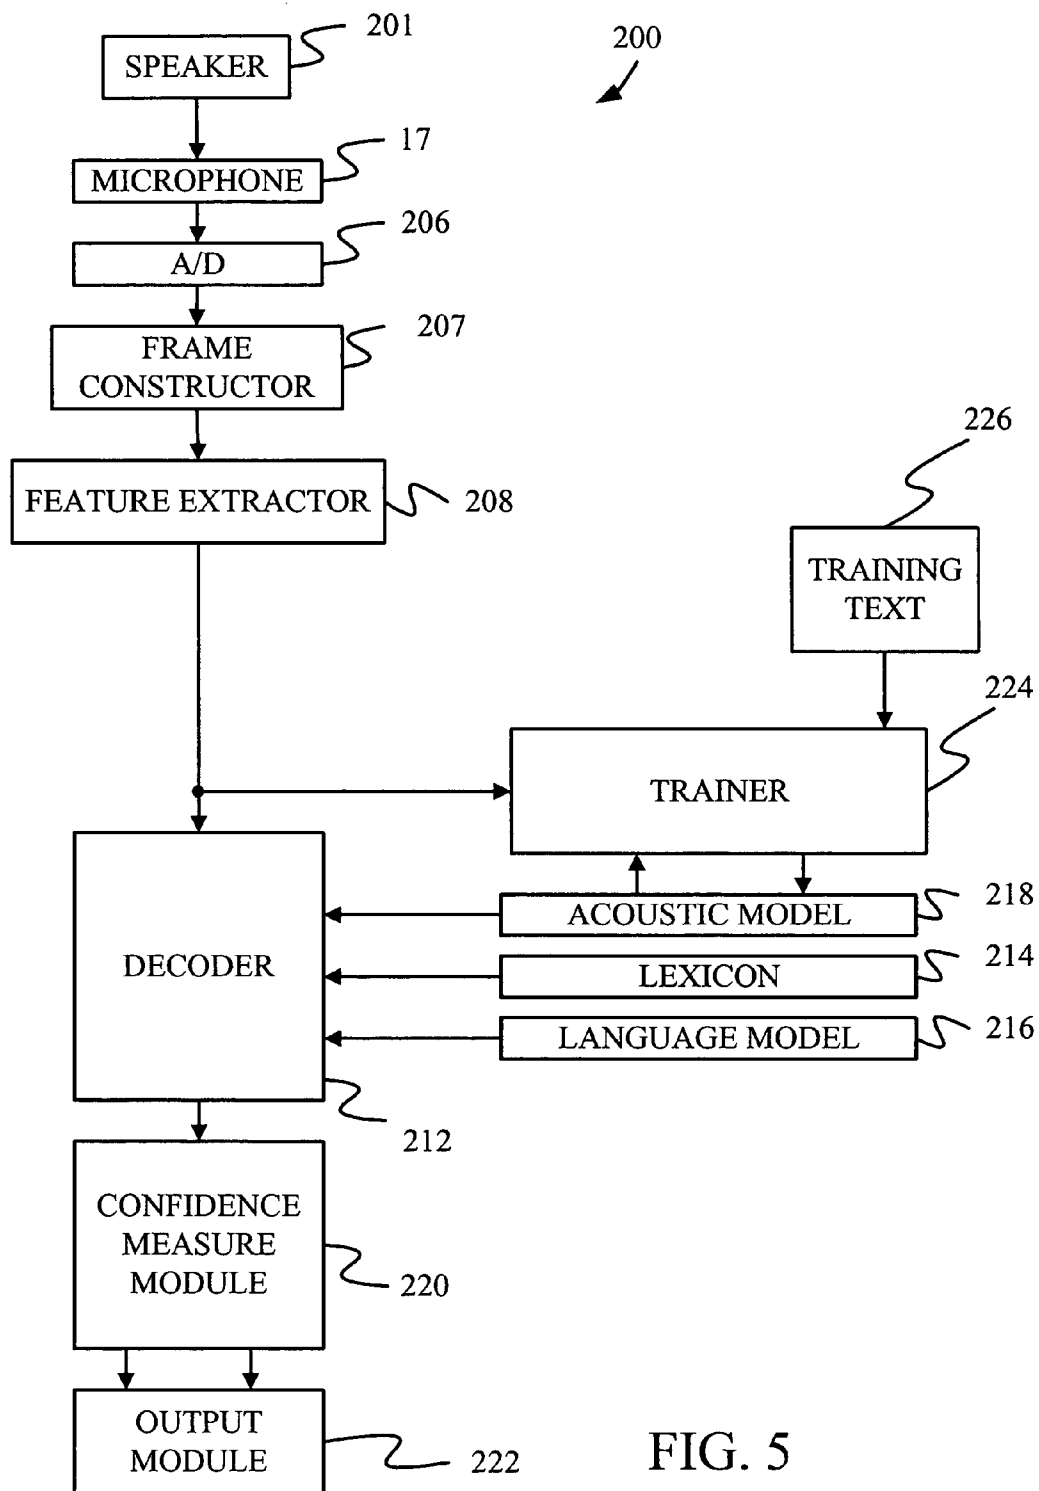 201
200
SPEAKER
17
MICROPHONE
206
A/D
207
FRAME
CONSTRUCTOR
226
FEATURE EXTRACTOR
208
TRAINING
TEXT
224
TRAINER
218
ACOUSTIC MODEL
DECODER
214
LEXICON
216
LANGUAGE MODEL
212
CONFIDENCE
MEASURE
MODULE
220
OUTPUT
MODULE
222
FIG. 5